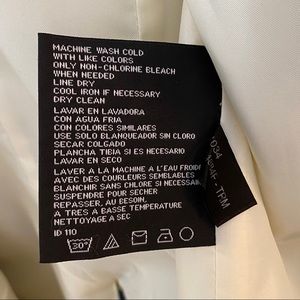 MACHINE WASH COLD
WITH LIKE COLORS
ONLY NON-CHLORINE BLEACH
WHEN NEEDED
LINE DRY
COOL IRON IF NECESSARY
DRY CLEAN
LAVAR EN LAVADORA
CON AGUA FRIA
CON COLORES SIMILARES
USE SOLO BLANQUEADOR SIN CLORO
SECAR COLGADO
PLANCHA TIBIA SI ES NECESARIO
LAVAR EN SECO
LAVER A LA MACHINE A L'EAU FROIDE
AVEC DES COULEURS SEMBLABLES
BLANCHIR SANS CHLORE SI NECESSAIRE
SUSPENDRE POUR SECHER
REPASSER, AU BESOIN,
A TRES A BASSE TEMPERATURE
NETTOYAGE A SEC
ID 110
30°